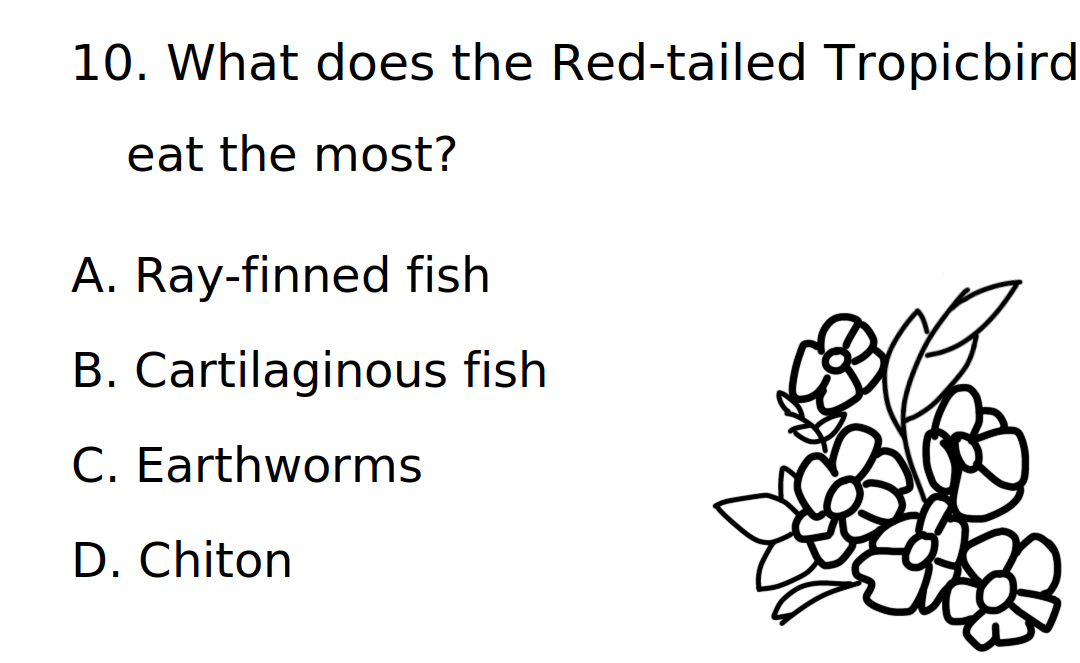 10. What does the Red-tailed Tropicbird
eat the most?
A. Ray-finned fish
B. Cartilaginous fish
C. Earthworms
D. Chiton